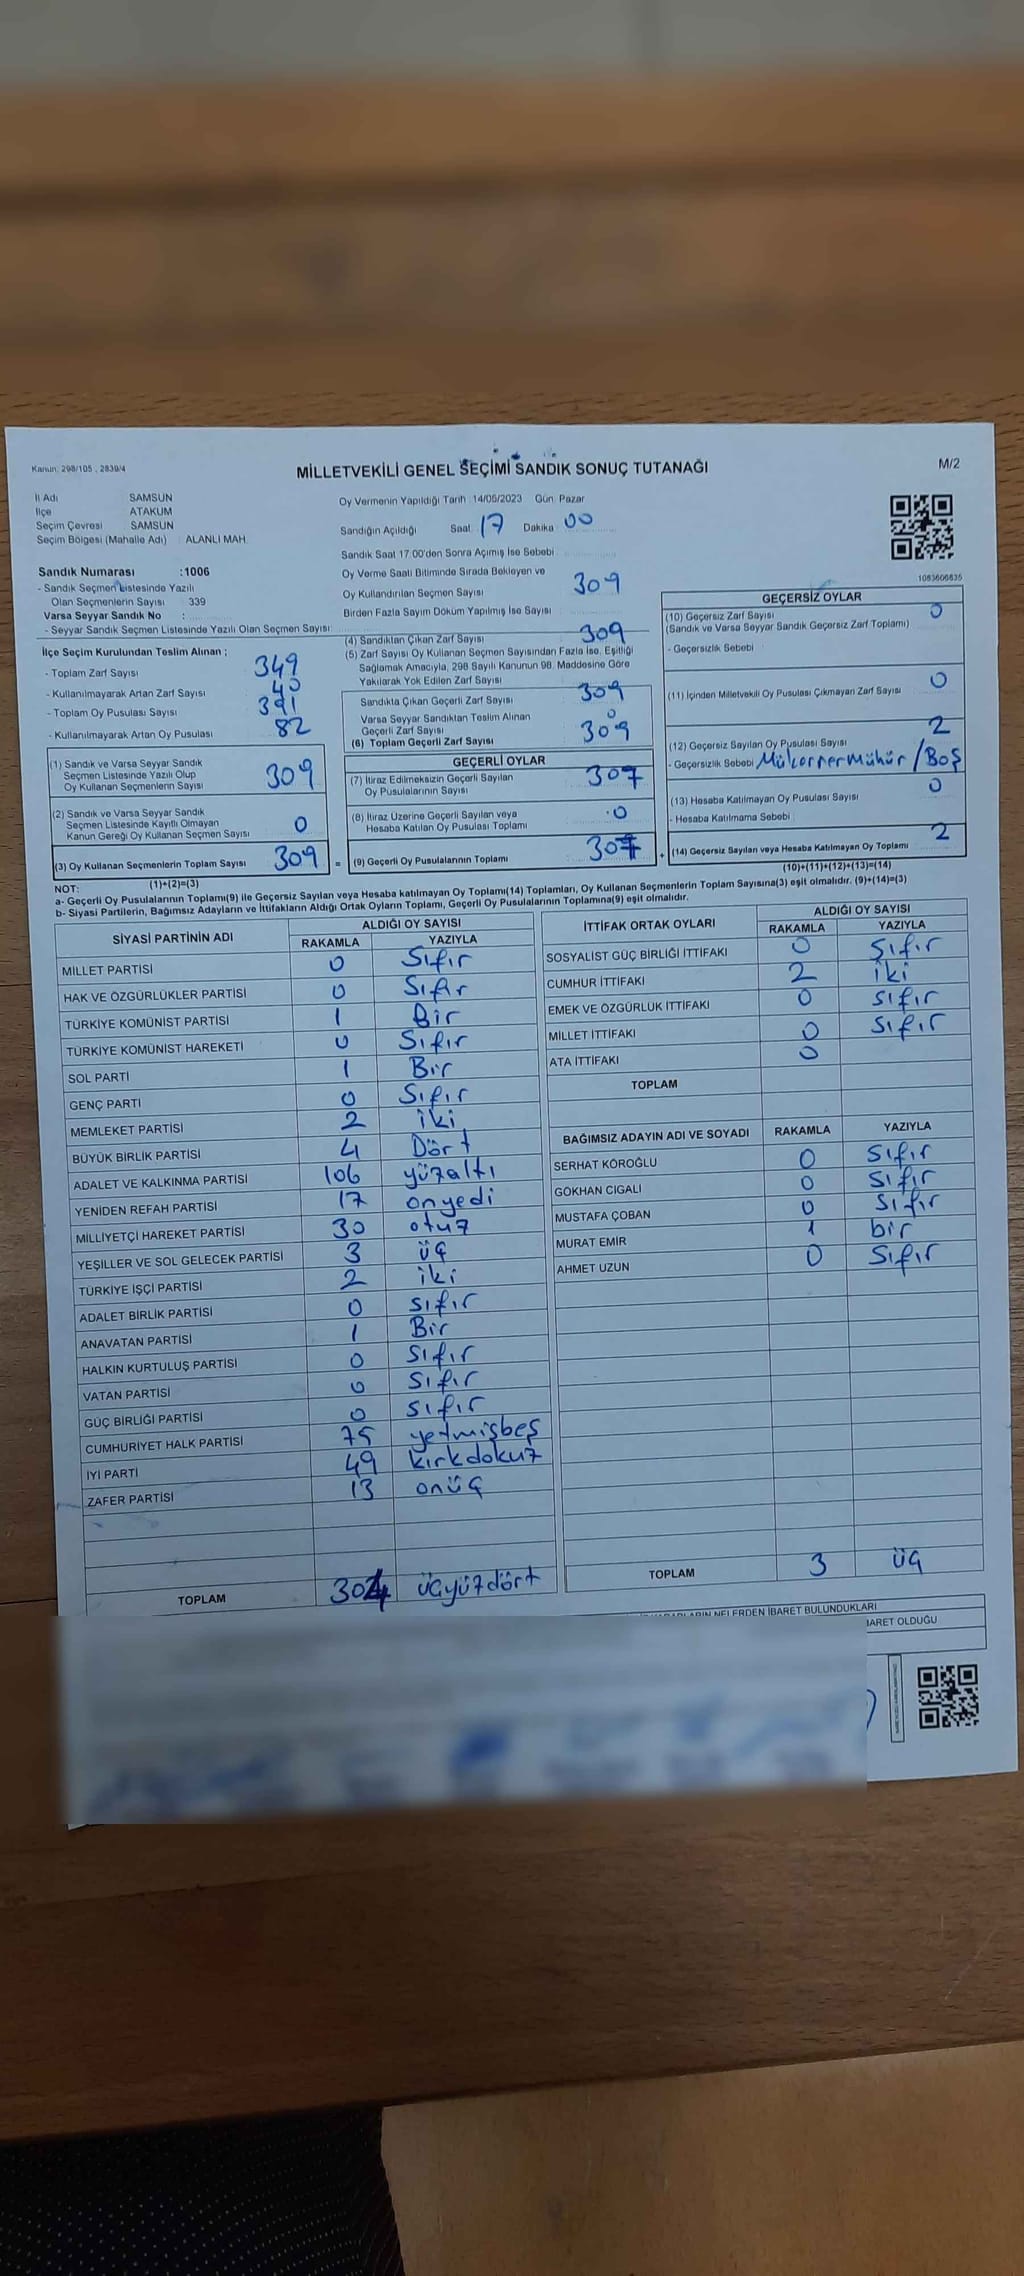 Kanun: 298/105 , 2839/4
MİLLETVEKİLİ GENEL SEÇİMİ SANDIK SONUÇ TUTANAĞI
M/2
İl Adı SAMSUN
İlçe ATAKUM
Seçim Çevresi SAMSUN
Seçim Bölgesi (Mahalle Adı) : ALANLI MAH.
Oy Vermenin Yapıldığı Tarih :14/05/2023 Gün: Pazar
Sandığın Açıldığı Saat: 17 Dakika 00
Sandık Saat 17.00'den Sonra Açımış İse Sebebi
Oy Verme Saati Bitiminde Sırada Bekleyen ve
Oy Kullandırılan Seçmen Sayısı 309
Birden Fazla Sayım Döküm Yapılmış İse Sayısı
1083606835
Sandık Numarası :1006
- Sandık Seçmen Listesinde Yazılı
Olan Seçmenlerin Sayısı 339
Varsa Seyyar Sandık No :
- Seyyar Sandık Seçmen Listesinde Yazılı Olan Seçmen Sayısı
İlçe Seçim Kurulundan Teslim Alınan ;
- Toplam Zarf Sayısı 349
- Kullanılmayarak Artan Zarf Sayısı 40
- Toplam Oy Pusulası Sayısı 391
- Kullanılmayarak Artan Oy Pusulası 82
(4) Sandıktan Çıkan Zarf Sayısı 309
(5) Zarf Sayısı Oy Kullanan Seçmen Sayısından Fazla İse, Eşitliği
Sağlamak Amacıyla, 298 Sayılı Kanunun 98. Maddesine Göre
Yakılarak Yok Edilen Zarf Sayısı
Sandıkta Çıkan Geçerli Zarf Sayısı 309
Varsa Seyyar Sandıktan Teslim Alınan
Geçerli Zarf Sayısı 0
(6) Toplam Geçerli Zarf Sayısı 309
GEÇERSİZ OYLAR
(10) Geçersiz Zarf Sayısı 0
(Sandık ve Varsa Seyyar Sandık Geçersiz Zarf Toplamı)
- Geçersizlik Sebebi
(11) İçinden Milletvekili Oy Pusulası Çıkmayan Zarf Sayısı 0
(12) Geçersiz Sayılan Oy Pusulası Sayısı 2
- Geçersizlik Sebebi Mükerrer Mühür / Boş
(13) Hesaba Katılmayan Oy Pusulası Sayısı 0
- Hesaba Katılmama Sebebi
(14) Geçersiz Sayılan veya Hesaba Katılmayan Oy Toplamı 2
(10)+(11)+(12)+(13)=(14)
(1) Sandık ve Varsa Seyyar Sandık
Seçmen Listesinde Yazılı Olup
Oy Kullanan Seçmenlerin Sayısı 309
(2) Sandık ve Varsa Seyyar Sandık
Seçmen Listesinde Kayıtlı Olmayan
Kanun Gereği Oy Kullanan Seçmen Sayısı 0
(3) Oy Kullanan Seçmenlerin Toplam Sayısı 309 =
(1)+(2)=(3)
GEÇERLİ OYLAR
(7) İtiraz Edilmeksizin Geçerli Sayılan
Oy Pusulalarının Sayısı 307
(8) İtiraz Üzerine Geçerli Sayılan veya
Hesaba Katılan Oy Pusulası Toplamı 0
(9) Geçerli Oy Pusulalarının Toplamı 307 +
NOT:
a- Geçerli Oy Pusulalarının Toplamı(9) ile Geçersiz Sayılan veya Hesaba katılmayan Oy Toplamı(14) Toplamları, Oy Kullanan Seçmenlerin Toplam Sayısına(3) eşit olmalıdır. (9)+(14)=(3)
b- Siyasi Partilerin, Bağımsız Adayların ve İttifakların Aldığı Ortak Oyların Toplamı, Geçerli Oy Pusulalarının Toplamına(9) eşit olmalıdır.
SİYASİ PARTİNİN ADI
ALDIĞI OY SAYISI
RAKAMLA YAZIYLA
MİLLET PARTİSİ 0 Sıfır
HAK VE ÖZGÜRLÜKLER PARTİSİ 0 Sıfır
TÜRKİYE KOMÜNİST PARTİSİ 1 Bir
TÜRKİYE KOMÜNİST HAREKETİ 0 Sıfır
SOL PARTİ 1 Bir
GENÇ PARTİ 0 Sıfır
MEMLEKET PARTİSİ 2 iki
BÜYÜK BİRLİK PARTİSİ 4 Dört
ADALET VE KALKINMA PARTİSİ 106 yüzaltı
YENİDEN REFAH PARTİSİ 17 onyedi
MİLLİYETÇİ HAREKET PARTİSİ 30 otuz
YEŞİLLER VE SOL GELECEK PARTİSİ 3 üç
TÜRKİYE İŞÇİ PARTİSİ 2 iki
ADALET BİRLİK PARTİSİ 0 sıfır
ANAVATAN PARTİSİ 1 Bir
HALKIN KURTULUŞ PARTİSİ 0 sıfır
VATAN PARTİSİ 0 sıfır
GÜÇ BİRLİĞİ PARTİSİ 0 sıfır
CUMHURİYET HALK PARTİSİ 75 yetmişbeş
İYİ PARTİ 49 kırkdokuz
ZAFER PARTİSİ 13 onüç
TOPLAM 304 üçyüzdört
İTTİFAK ORTAK OYLARI
ALDIĞI OY SAYISI
RAKAMLA YAZIYLA
SOSYALİST GÜÇ BİRLİĞİ İTTİFAKI 0 Sıfır
CUMHUR İTTİFAKI 2 iki
EMEK VE ÖZGÜRLÜK İTTİFAKI 0 sıfır
MİLLET İTTİFAKI 0 sıfır
ATA İTTİFAKI 0
TOPLAM
BAĞIMSIZ ADAYIN ADI VE SOYADI RAKAMLA YAZIYLA
SERHAT KÖROĞLU 0 sıfır
GÖKHAN CIGALI 0 sıfır
MUSTAFA ÇOBAN 0 sıfır
MURAT EMİR 1 bir
AHMET UZUN 0 sıfır
TOPLAM 3 üç
NELERDEN İBARET BULUNDUKLARI
OLDUĞU